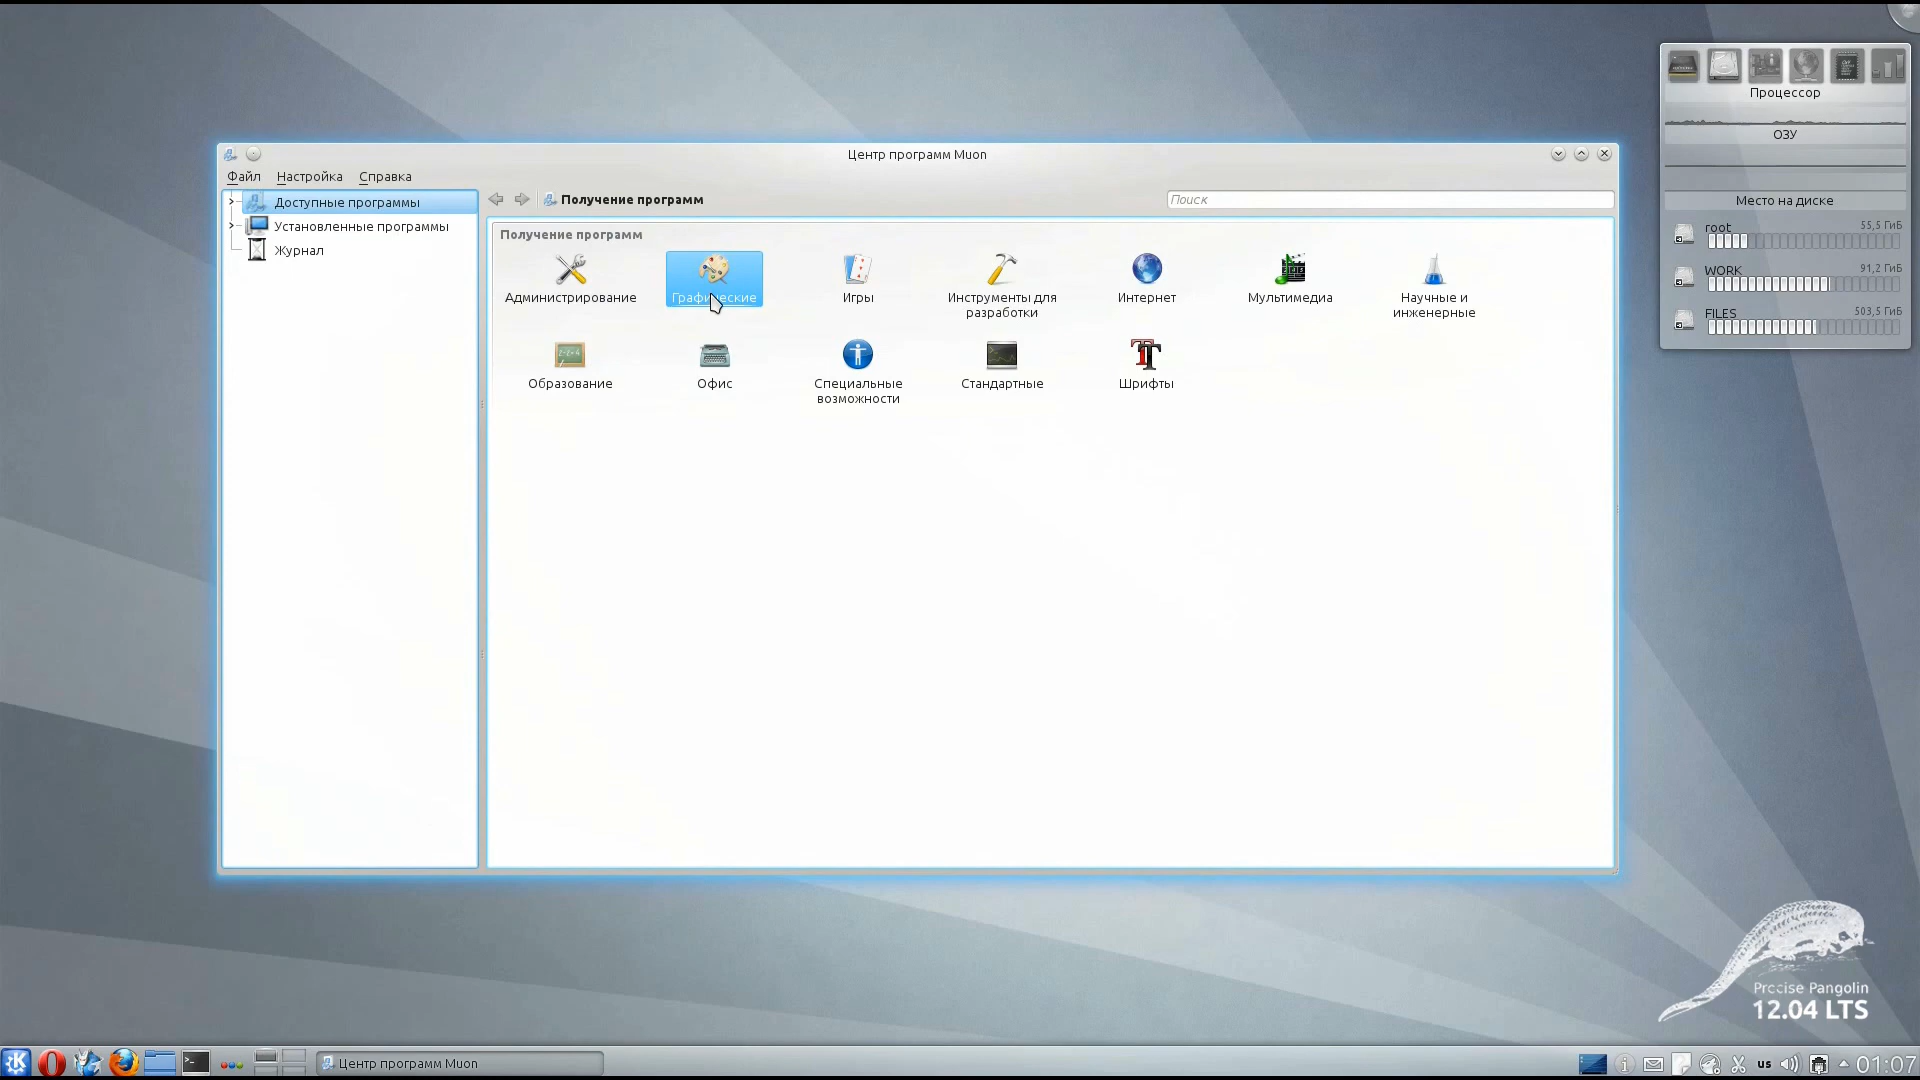 Центр программ Muon
Файл Настройка Справка
Доступные программы
Установленные программы
Журнал
Получение программ
Поиск
Получение программ
Администрирование
Графические
Игры
Инструменты для
разработки
Интернет
Мультимедиа
Научные и
инженерные
Образование
Офис
Специальные
возможности
Стандартные
Шрифты
Процессор
ОЗУ
Место на диске
root 55,5 ГиБ
WORK 91,2 ГиБ
FILES 503,5 ГиБ
Precise Pangolin
12.04 LTS
Центр программ Muon
us
01:07